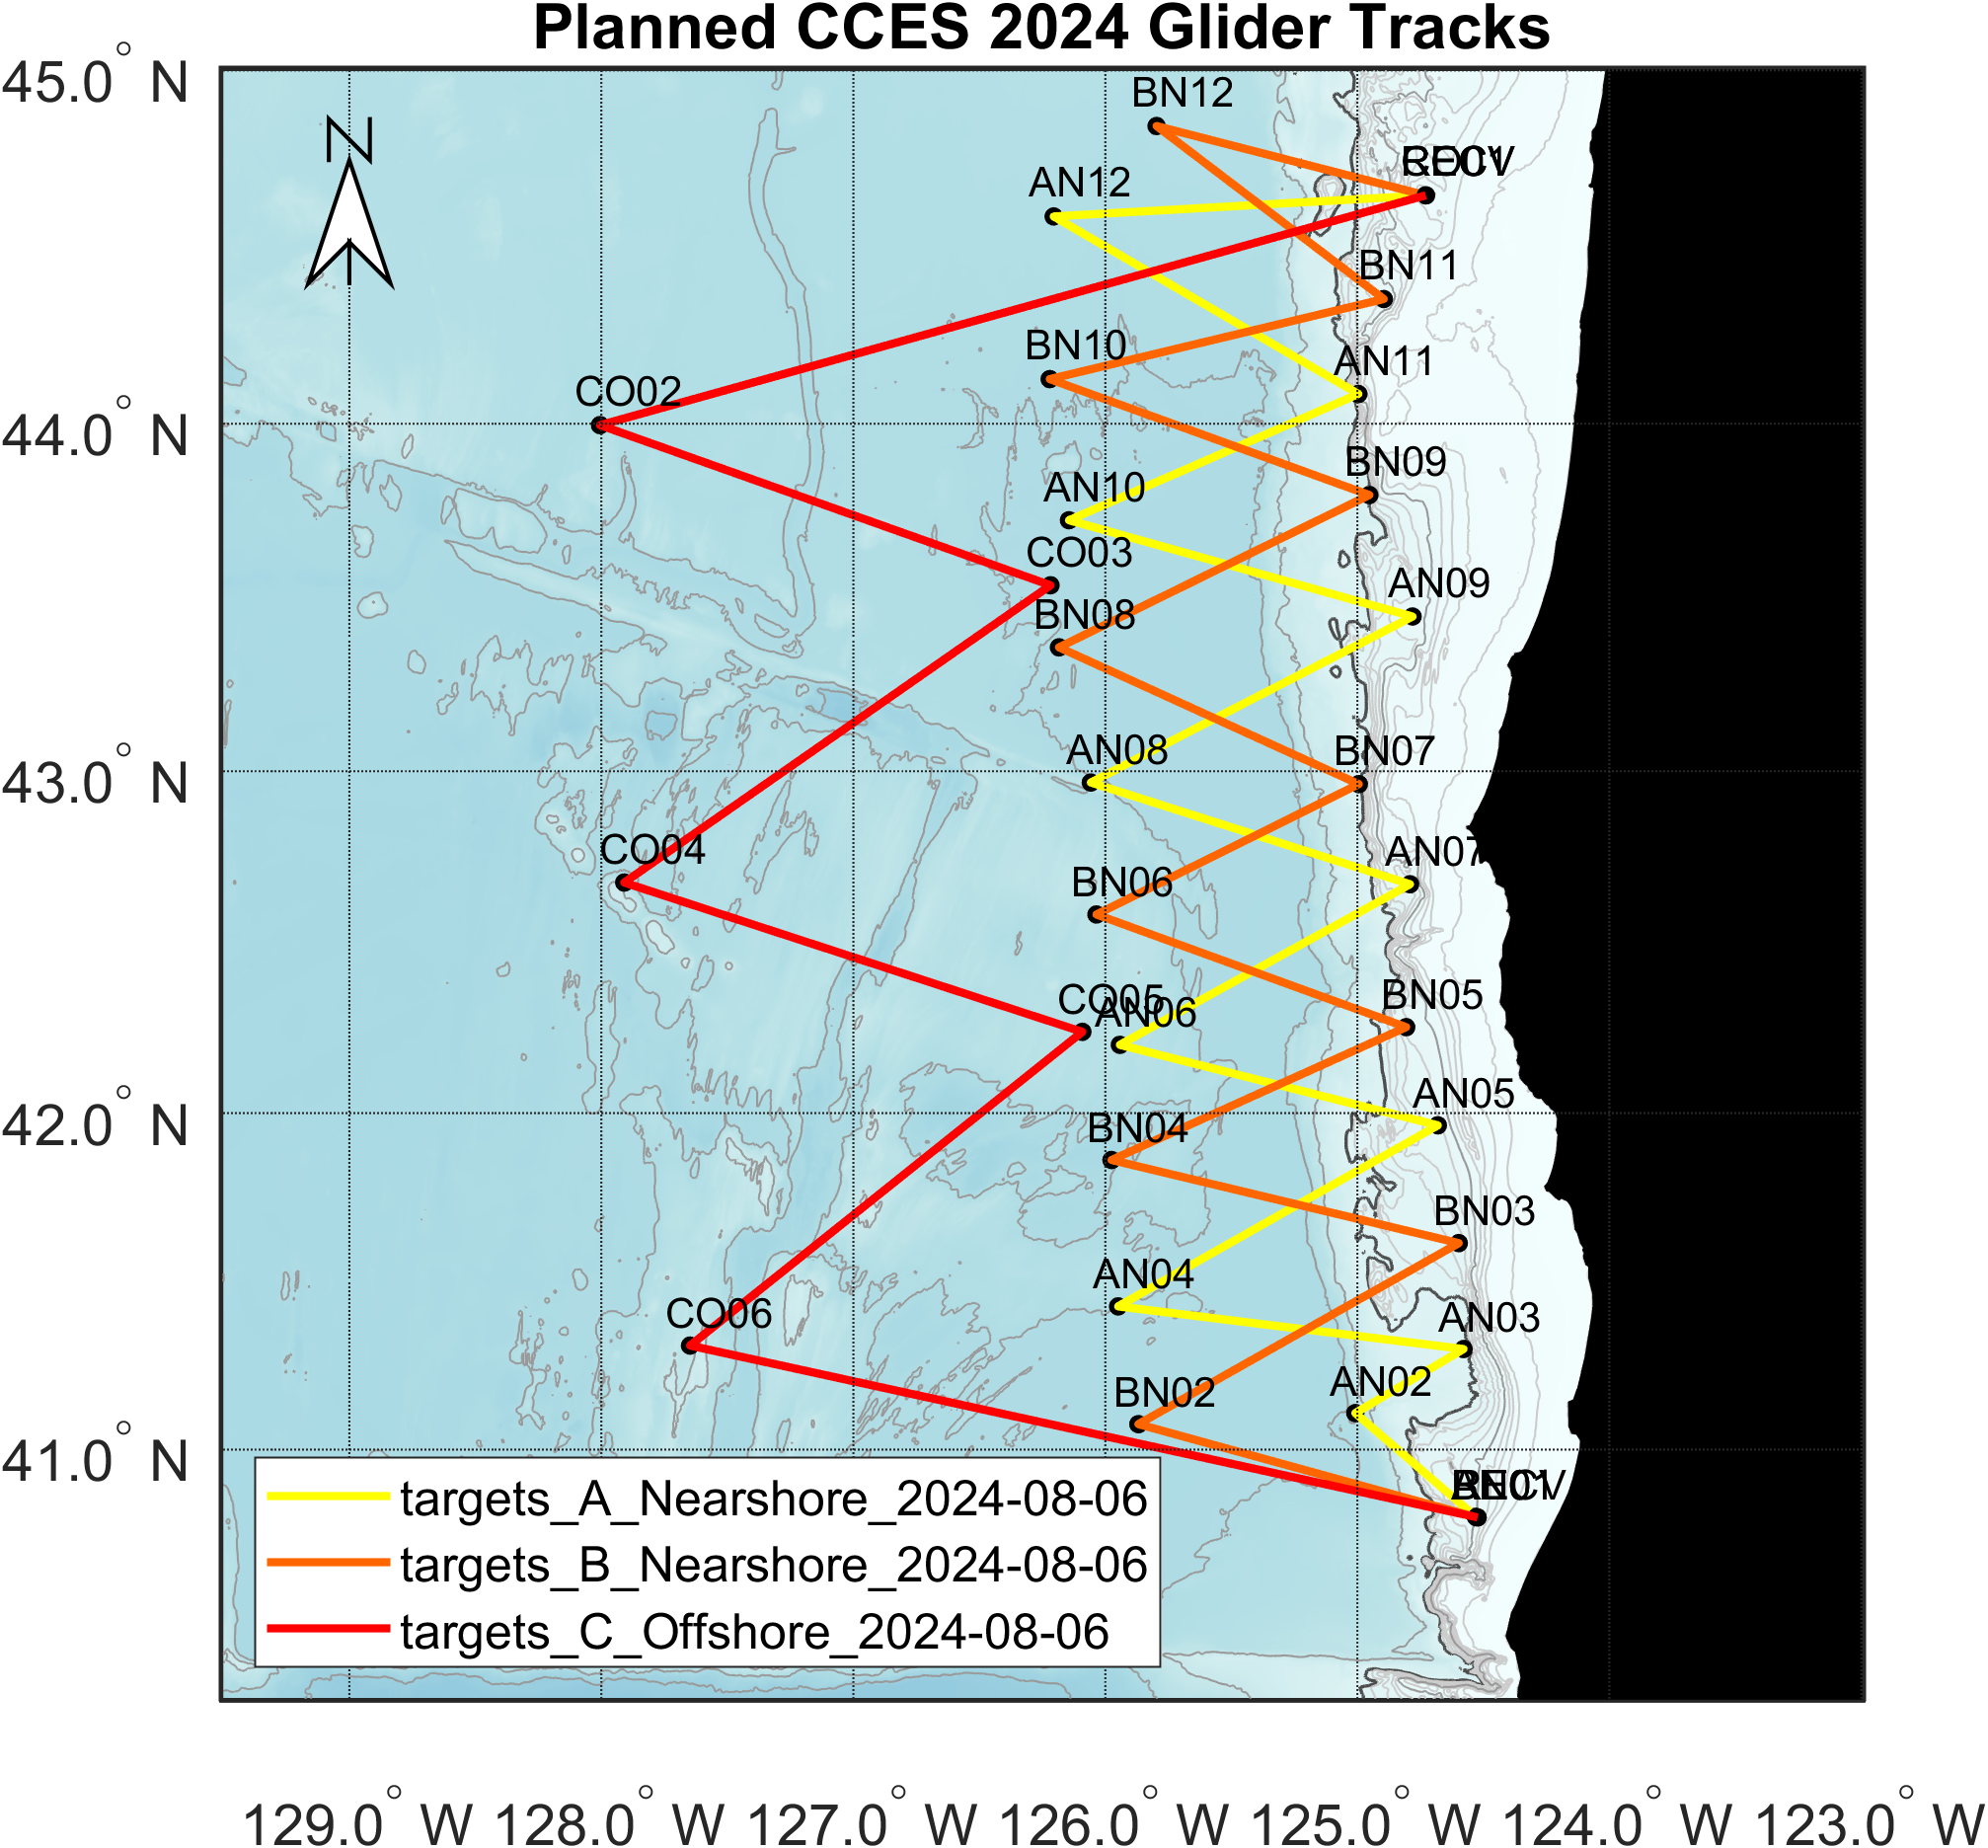 Planned CCES 2024 Glider Tracks
45.0° N
BN12
N
RECV
AN12
BN11
BN10
AN11
CO02
44.0° N
BN09
AN10
CO03
AN09
BN08
AN08
BN07
43.0° N
CO04
AN07
BN06
CO05
AN06
BN05
42.0° N
AN05
BN04
BN03
AN04
CO06
AN03
BN02
AN02
41.0° N
RECV
targets_A_Nearshore_2024-08-06
targets_B_Nearshore_2024-08-06
targets_C_Offshore_2024-08-06
129.0° W 128.0° W 127.0° W 126.0° W 125.0° W 124.0° W 123.0° W